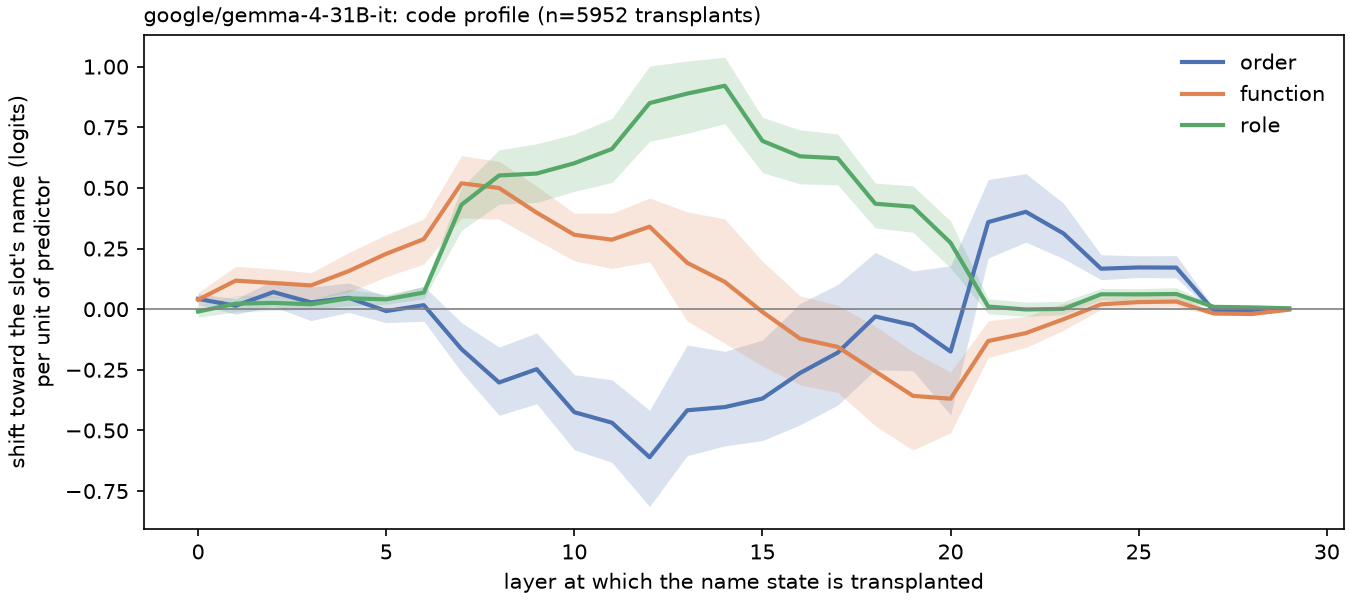 google/gemma-4-31B-it: code profile (n=5952 transplants)
shift toward the slot's name (logits)
per unit of predictor
1.00
0.75
0.50
0.25
0.00
−0.25
−0.50
−0.75
order
function
role
0 5 10 15 20 25 30
layer at which the name state is transplanted